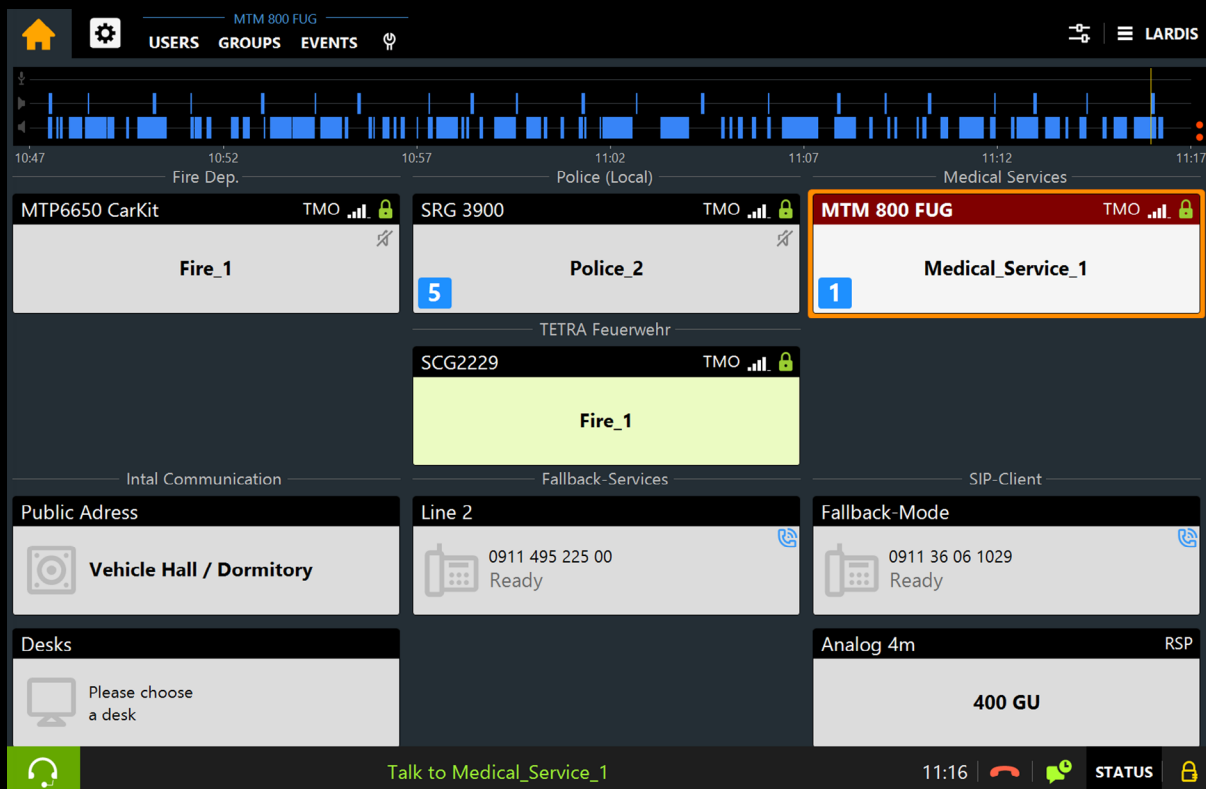 MTM 800 FUG
USERS GROUPS EVENTS
LARDIS
10:47 10:52 10:57 11:02 11:07 11:12 11:17
Fire Dep. Police (Local) Medical Services
MTP6650 CarKit TMO
Fire_1
SRG 3900 TMO
Police_2
5
MTM 800 FUG TMO
Medical_Service_1
1
TETRA Feuerwehr
SCG2229 TMO
Fire_1
Intal Communication Fallback-Services SIP-Client
Public Adress
Vehicle Hall / Dormitory
Line 2
0911 495 225 00
Ready
Fallback-Mode
0911 36 06 1029
Ready
Desks
Please choose
a desk
Analog 4m RSP
400 GU
Talk to Medical_Service_1 11:16 STATUS